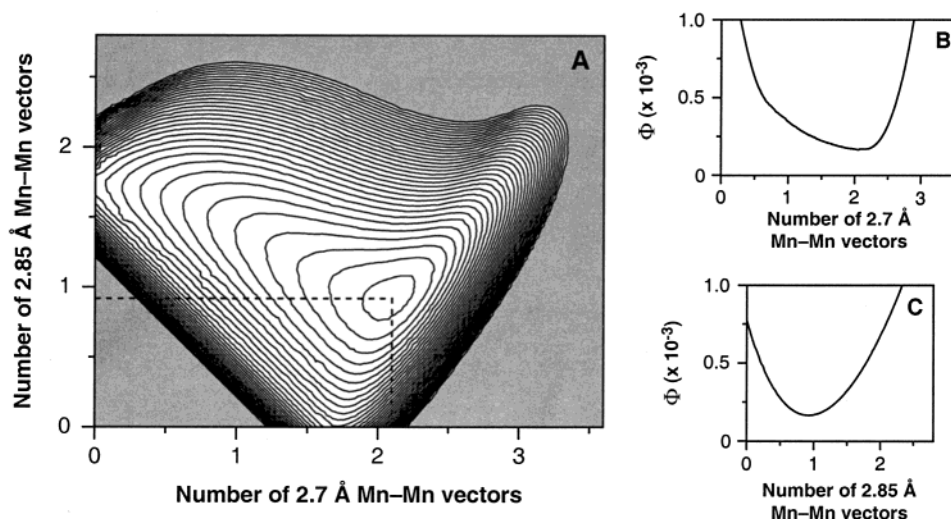 A
Number of 2.85 Å Mn–Mn vectors
2
1
0
0
1
2
3
Number of 2.7 Å Mn–Mn vectors
B
Φ (x 10⁻³)
1.0
0.5
0
0
1
2
3
Number of 2.7 Å
Mn–Mn vectors
C
Φ (x 10⁻³)
1.0
0.5
0
0
1
2
Number of 2.85 Å
Mn–Mn vectors